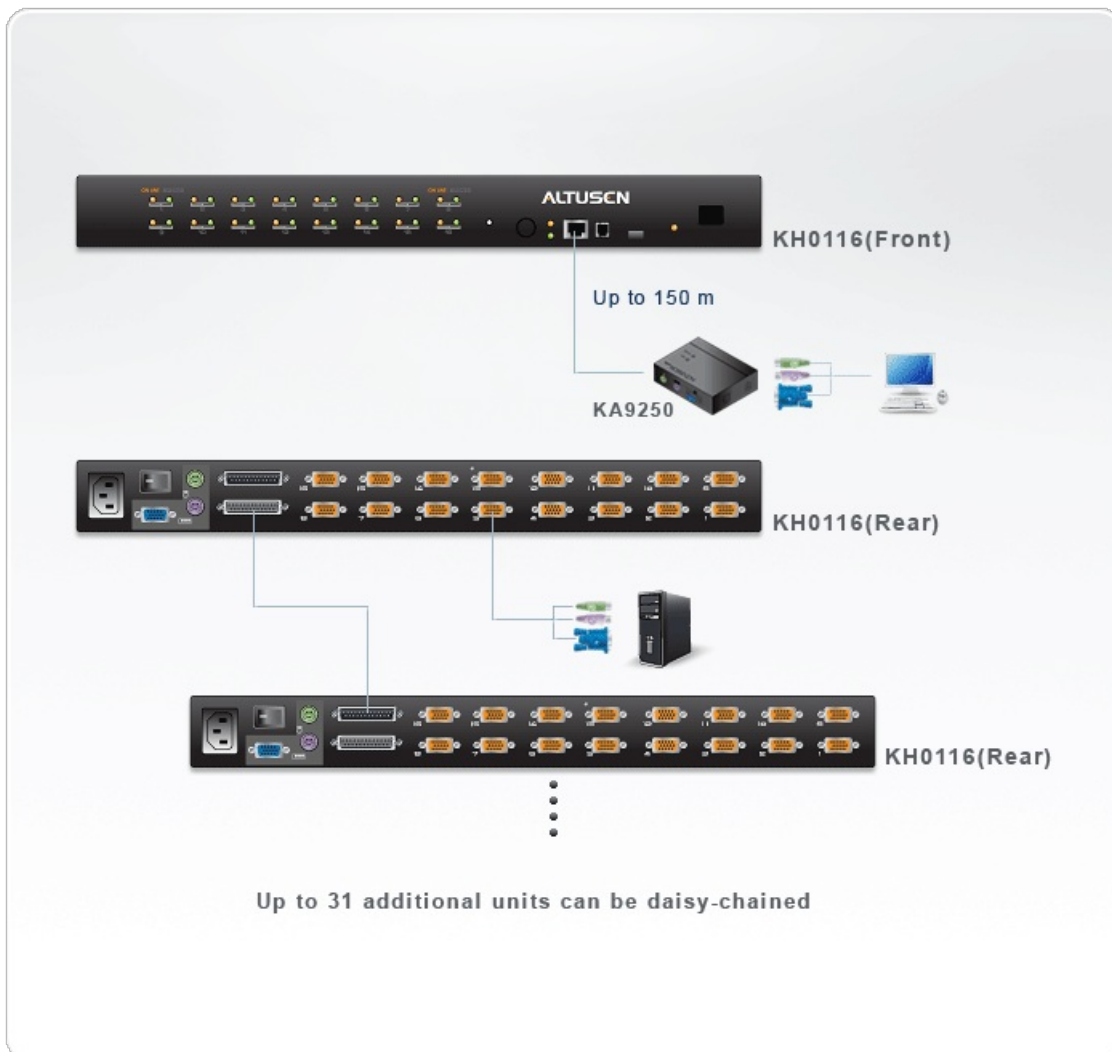 ALTUSEN
KH0116(Front)
Up to 150 m
KA9250
KH0116(Rear)
KH0116(Rear)
Up to 31 additional units can be daisy-chained